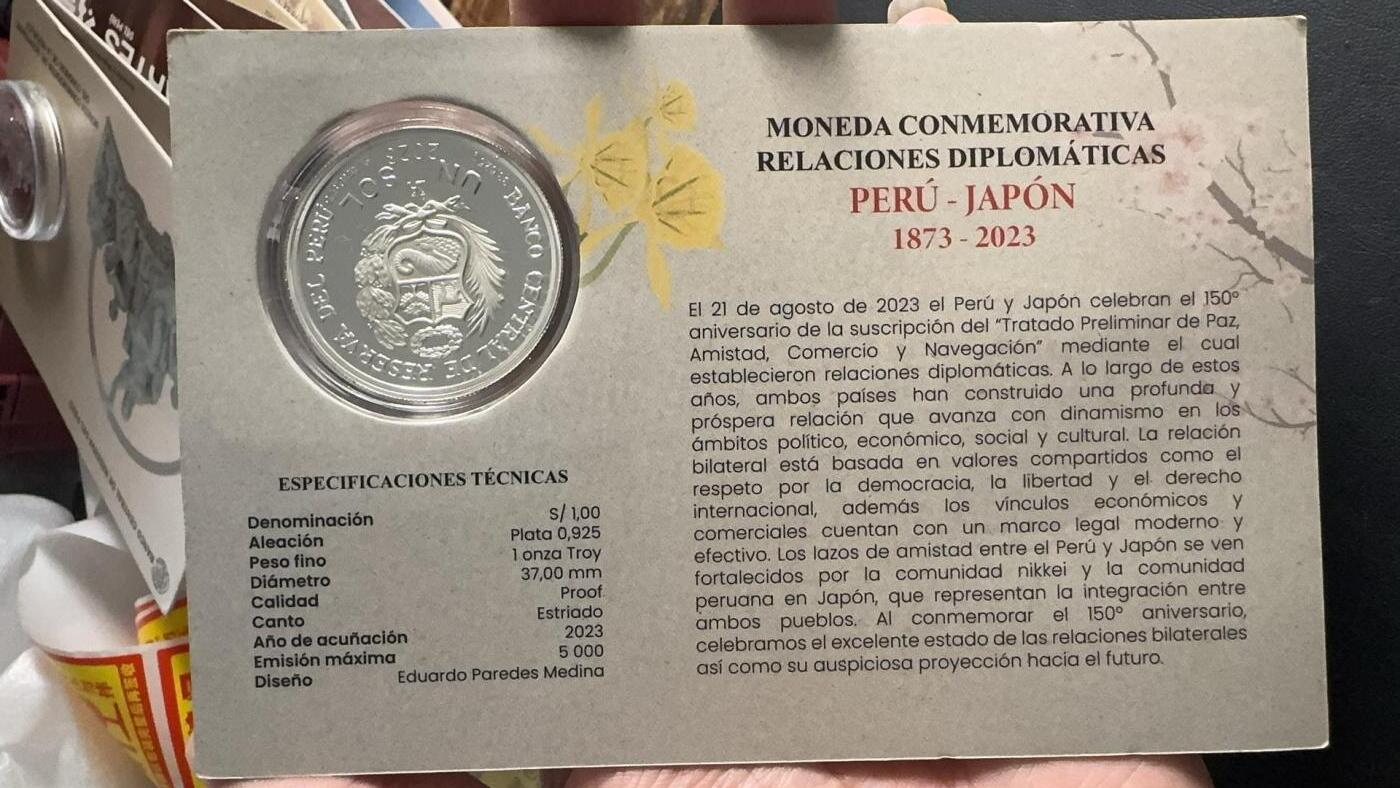 MONEDA CONMEMORATIVA
RELACIONES DIPLOMÁTICAS
PERÚ - JAPÓN
1873 - 2023
El 21 de agosto de 2023 el Perú y Japón celebran el 150°
aniversario de la suscripción del “Tratado Preliminar de Paz,
Amistad, Comercio y Navegación” mediante el cual
establecieron relaciones diplomáticas. A lo largo de estos
años, ambos países han construido una profunda y
próspera relación que avanza con dinamismo en los
ámbitos político, económico, social y cultural. La relación
bilateral está basada en valores compartidos como el
respeto por la democracia, la libertad y el derecho
internacional, además los vínculos económicos y
comerciales cuentan con un marco legal moderno y
efectivo. Los lazos de amistad entre el Perú y Japón se ven
fortalecidos por la comunidad nikkei y la comunidad
peruana en Japón, que representan la integración entre
ambos pueblos. Al conmemorar el 150° aniversario,
celebramos el excelente estado de las relaciones bilaterales
así como su auspiciosa proyección hacía el futuro.
BANCO CENTRAL DE RESERVA DEL PERÚ
2023
UN SOL
ESPECIFICACIONES TÉCNICAS
Denominación S/ 1,00
Aleación Plata 0,925
Peso fino 1 onza Troy
Diámetro 37,00 mm
Calidad Proof
Canto Estriado
Año de acuñación 2023
Emisión máxima 5 000
Diseño Eduardo Paredes Medina